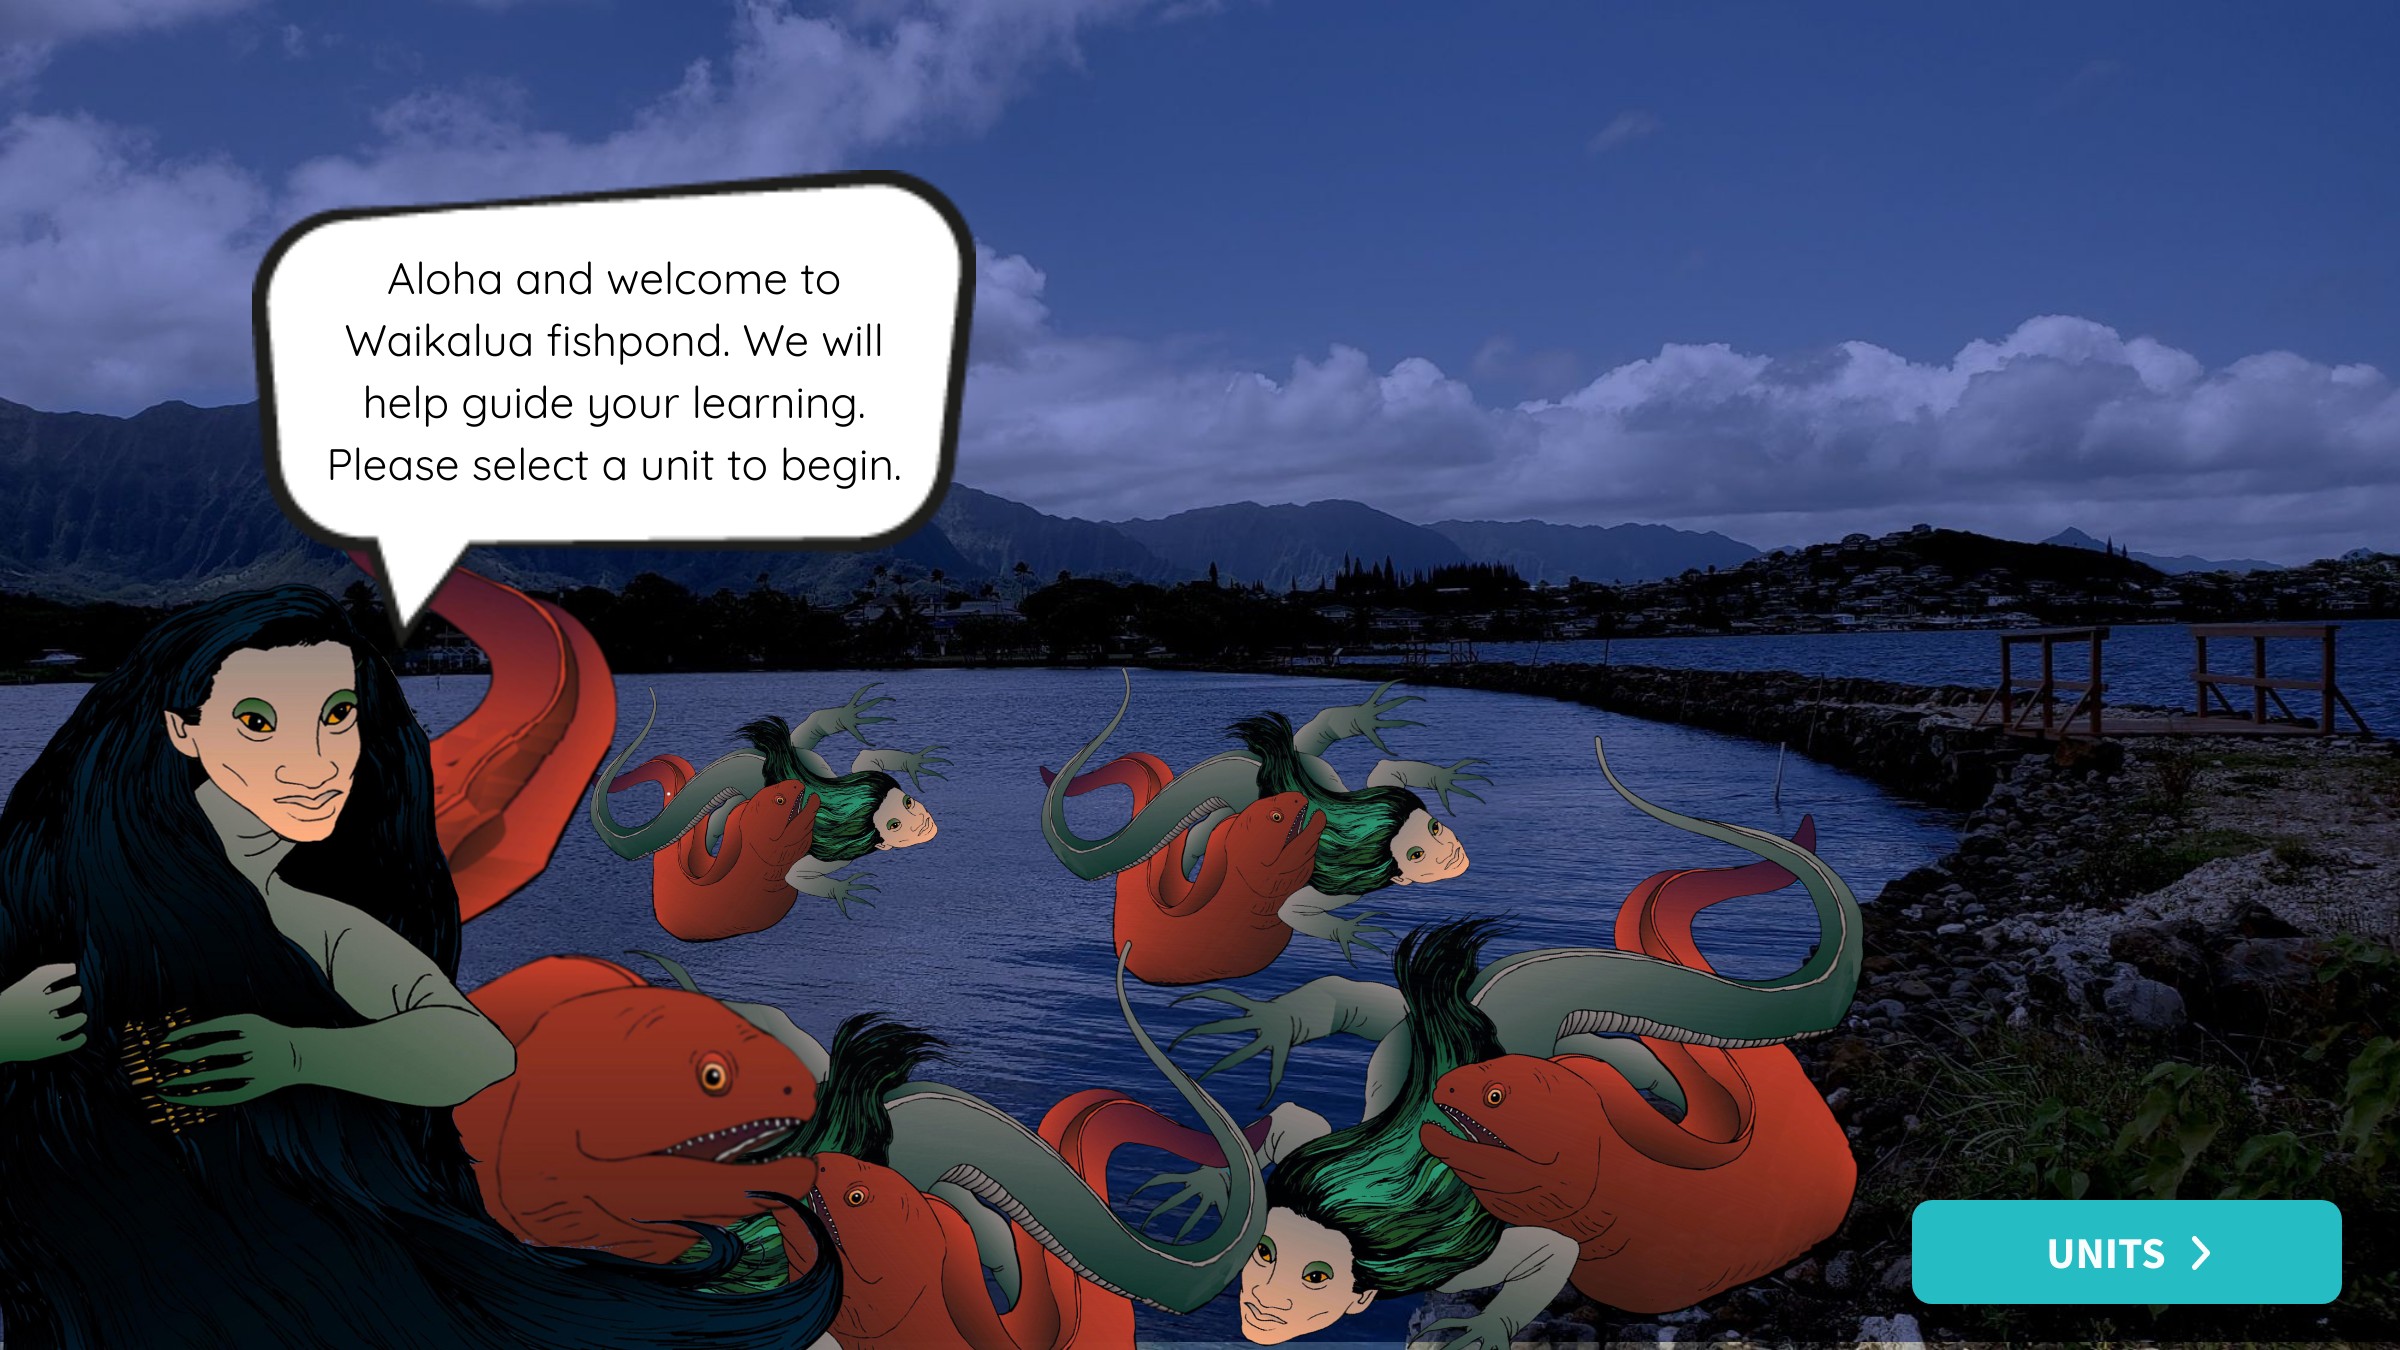 Aloha and welcome to
Waikalua fishpond. We will
help guide your learning.
Please select a unit to begin.
UNITS